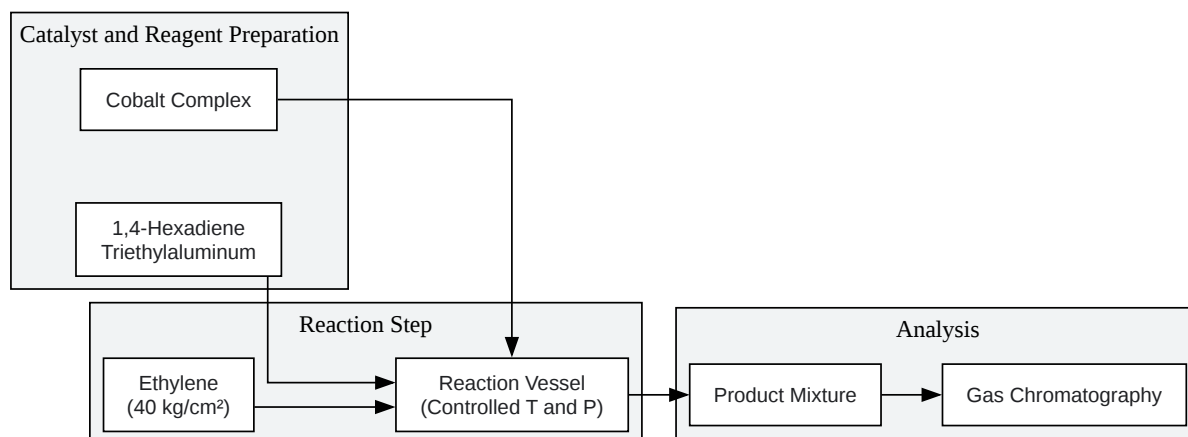 Catalyst and Reagent Preparation
Cobalt Complex
1,4-Hexadiene
Triethylaluminum
Reaction Step
Ethylene
(40 kg/cm²)
Reaction Vessel
(Controlled T and P)
Analysis
Product Mixture
Gas Chromatography